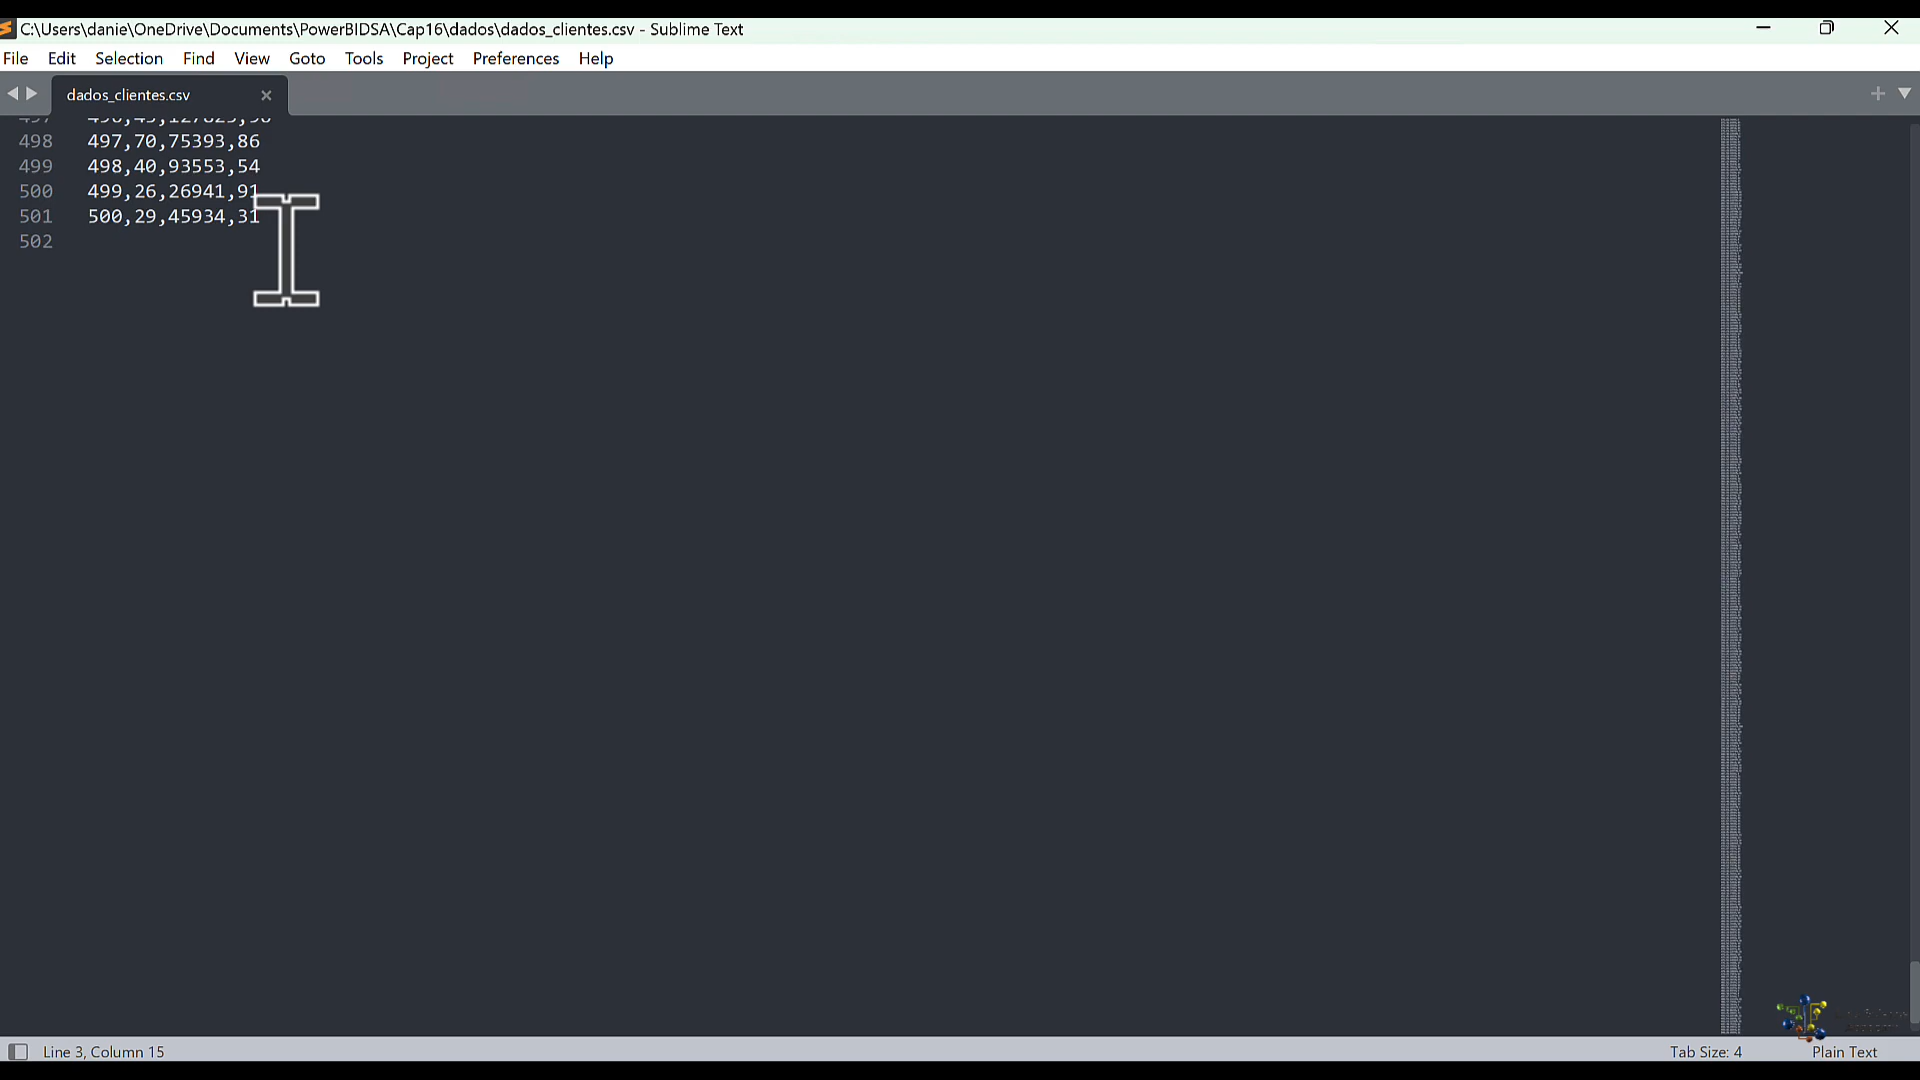 C:\Users\danie\OneDrive\Documents\PowerBIDSA\Cap16\dados\dados_clientes.csv - Sublime Text
File Edit Selection Find View Goto Tools Project Preferences Help
dados_clientes.csv
498 497,70,75393,86
499 498,40,93553,54
500 499,26,26941,91
501 500,29,45934,31
502
Line 3, Column 15 Tab Size: 4 Plain Text